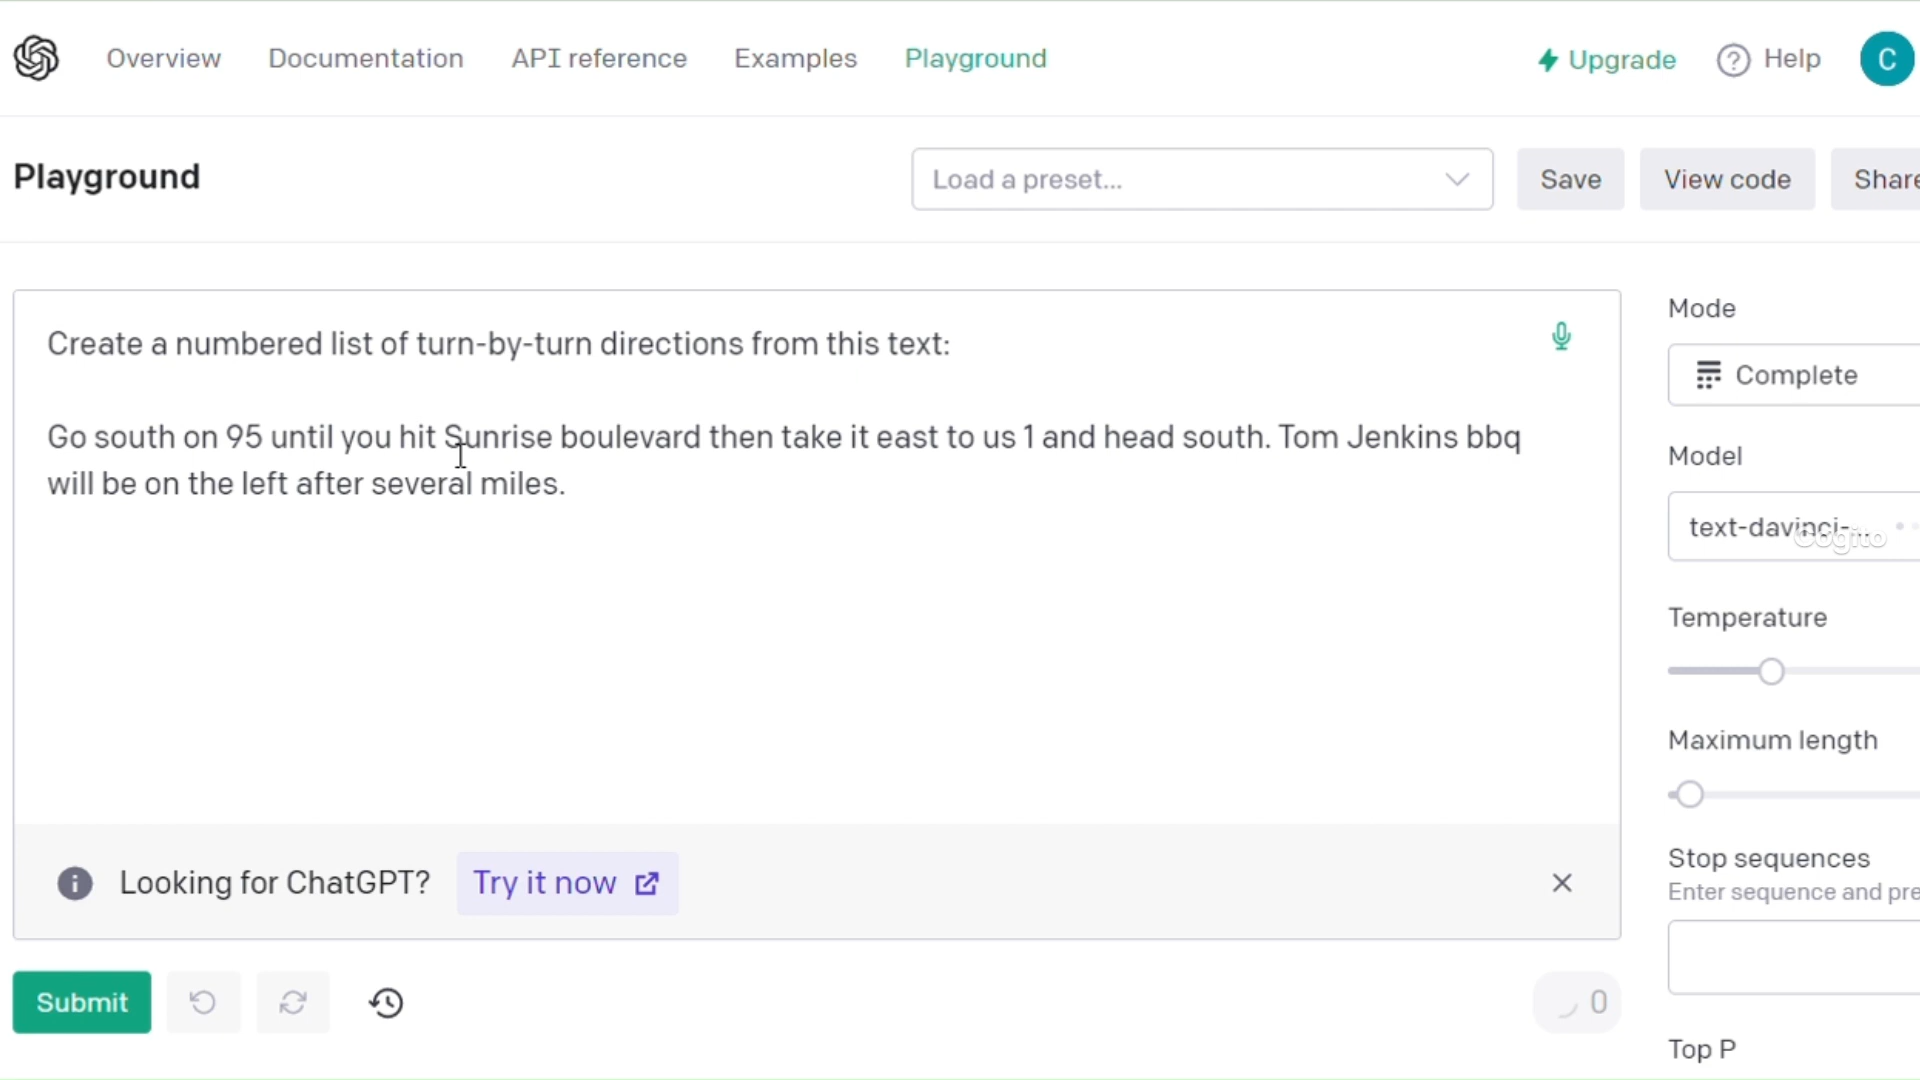 Overview Documentation API reference Examples Playground Upgrade Help C
Playground Load a preset... Save View code Share
Create a numbered list of turn-by-turn directions from this text:
Go south on 95 until you hit Sunrise boulevard then take it east to us 1 and head south. Tom Jenkins bbq
will be on the left after several miles.
Looking for ChatGPT? Try it now
Submit 0
Mode
Complete
Model
text-davinci-...
Cogito
Temperature
Maximum length
Stop sequences
Enter sequence and pre
Top P